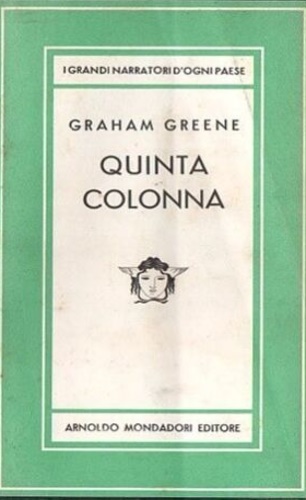 I GRANDI NARRATORI D'OGNI PAESE
GRAHAM GREENE
QUINTA
COLONNA
ARNOLDO MONDADORI EDITORE